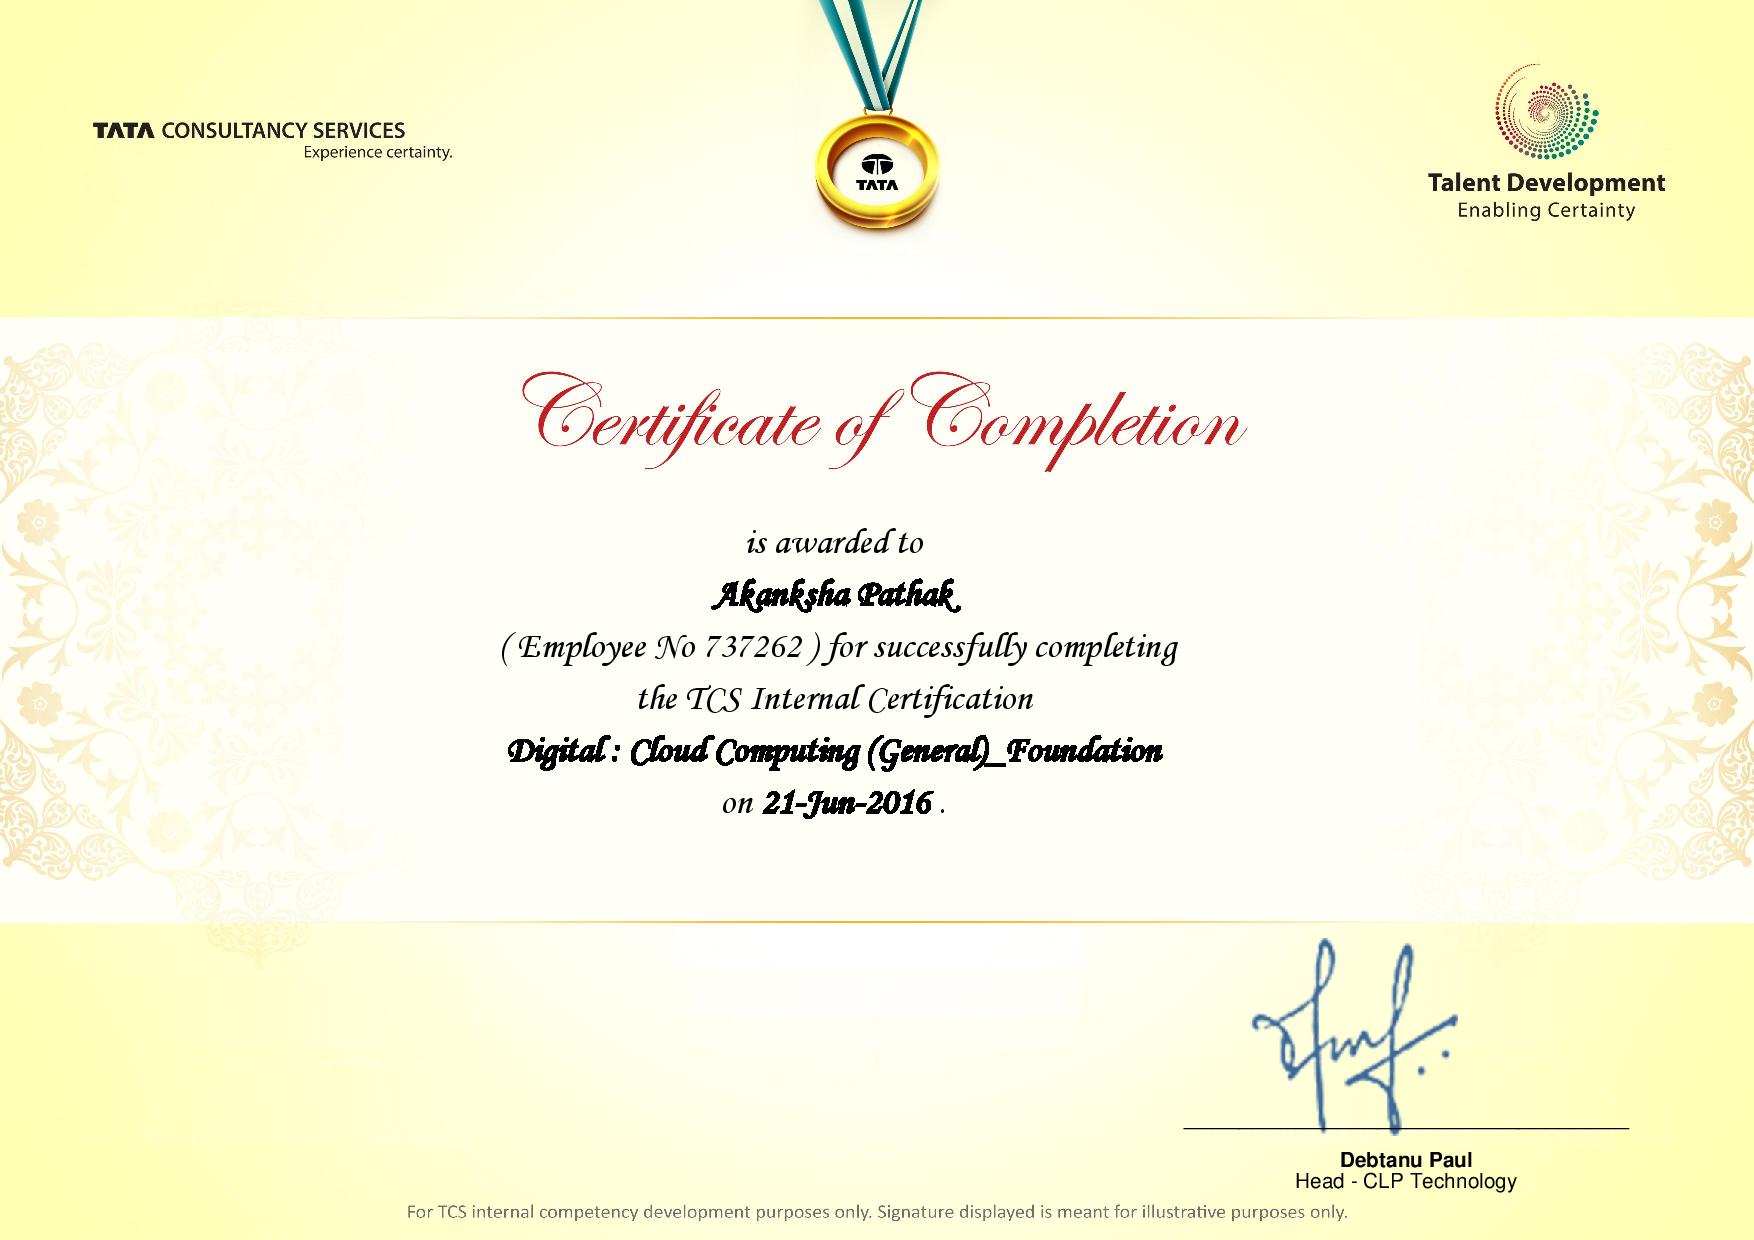 TATA CONSULTANCY SERVICES
Experience certainty.
TATA
Talent Development
Enabling Certainty
Certificate of Completion
is awarded to
Akanksha Pathak
( Employee No 737262 ) for successfully completing
the TCS Internal Certification
Digital : Cloud Computing (General)_Foundation
on 21-Jun-2016 .
Debtanu Paul
Head - CLP Technology
For TCS internal competency development purposes only. Signature displayed is meant for illustrative purposes only.